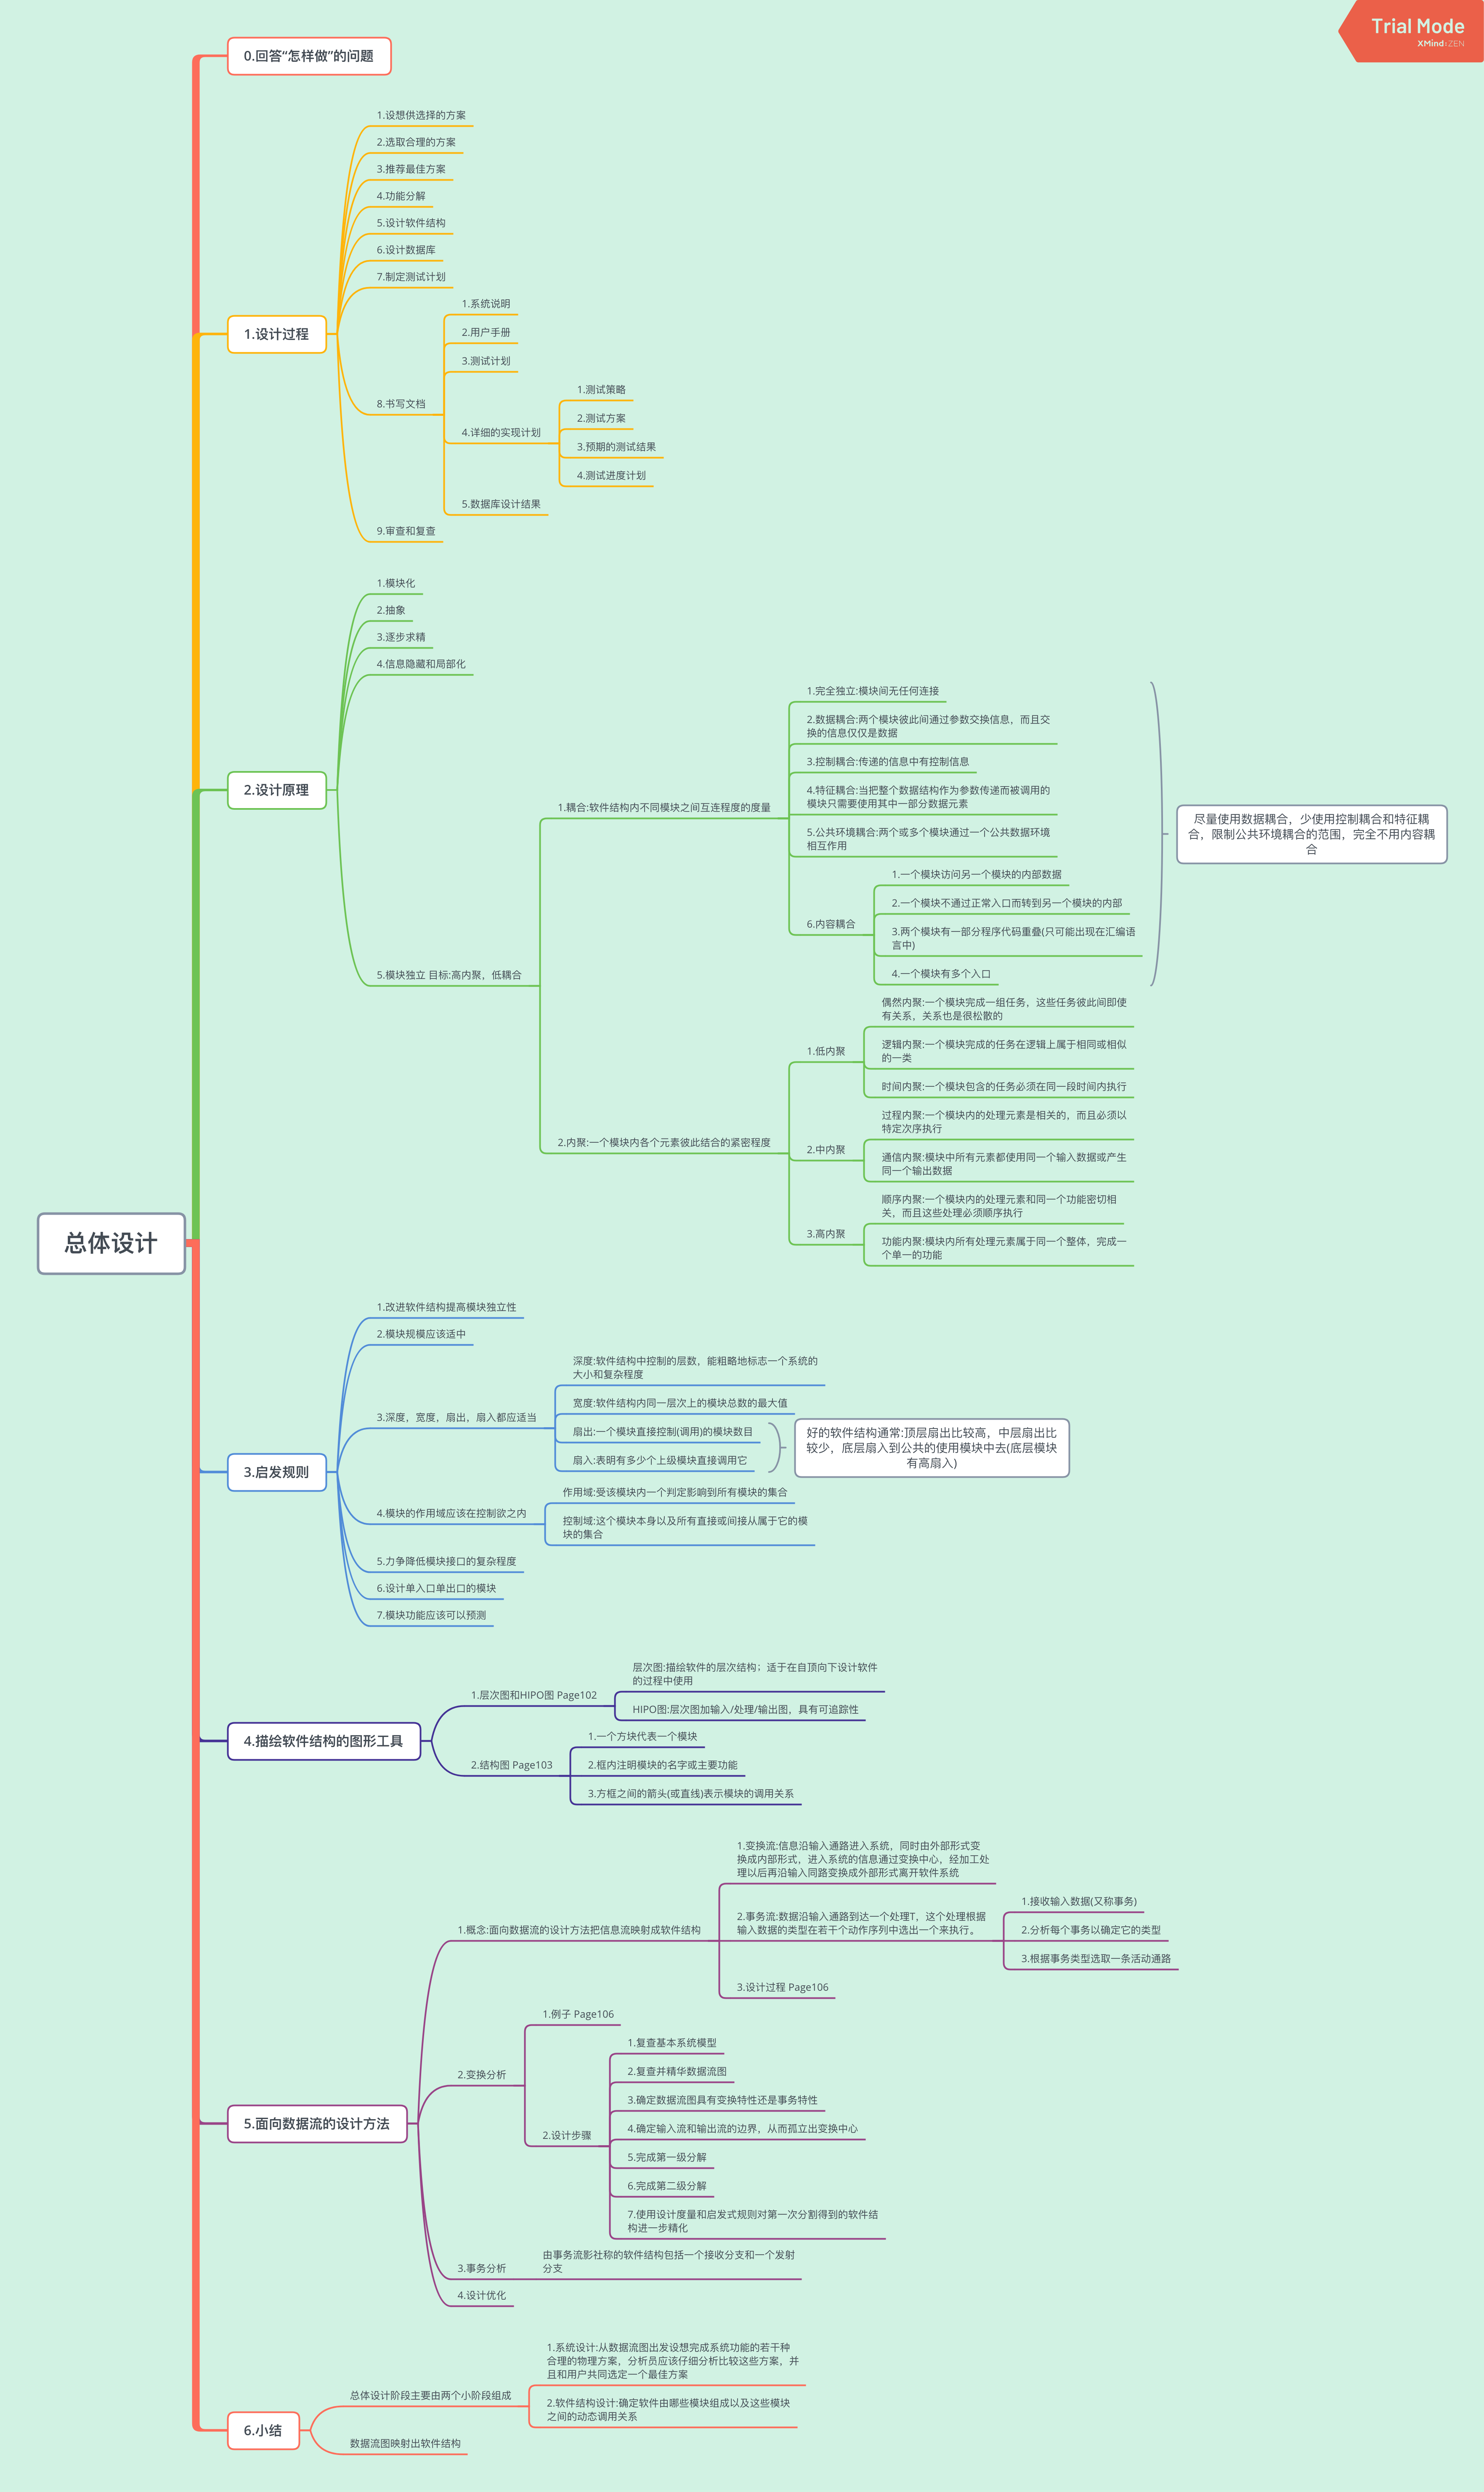 Trial Mode
XMind:ZEN
总体设计
0.回答“怎样做”的问题
1.设计过程
1.设想供选择的方案
2.选取合理的方案
3.推荐最佳方案
4.功能分解
5.设计软件结构
6.设计数据库
7.制定测试计划
8.书写文档
1.系统说明
2.用户手册
3.测试计划
4.详细的实现计划
1.测试策略
2.测试方案
3.预期的测试结果
4.测试进度计划
5.数据库设计结果
9.审查和复查
2.设计原理
1.模块化
2.抽象
3.逐步求精
4.信息隐藏和局部化
5.模块独立 目标:高内聚，低耦合
1.耦合:软件结构内不同模块之间互连程度的度量
1.完全独立:模块间无任何连接
2.数据耦合:两个模块彼此间通过参数交换信息，而且交
换的信息仅仅是数据
3.控制耦合:传递的信息中有控制信息
4.特征耦合:当把整个数据结构作为参数传递而被调用的
模块只需要使用其中一部分数据元素
5.公共环境耦合:两个或多个模块通过一个公共数据环境
相互作用
6.内容耦合
1.一个模块访问另一个模块的内部数据
2.一个模块不通过正常入口而转到另一个模块的内部
3.两个模块有一部分程序代码重叠(只可能出现在汇编语
言中)
4.一个模块有多个入口
尽量使用数据耦合，少使用控制耦合和特征耦
合，限制公共环境耦合的范围，完全不用内容耦
合
2.内聚:一个模块内各个元素彼此结合的紧密程度
1.低内聚
偶然内聚:一个模块完成一组任务，这些任务彼此间即使
有关系，关系也是很松散的
逻辑内聚:一个模块完成的任务在逻辑上属于相同或相似
的一类
时间内聚:一个模块包含的任务必须在同一段时间内执行
2.中内聚
过程内聚:一个模块内的处理元素是相关的，而且必须以
特定次序执行
通信内聚:模块中所有元素都使用同一个输入数据或产生
同一个输出数据
3.高内聚
顺序内聚:一个模块内的处理元素和同一个功能密切相
关，而且这些处理必须顺序执行
功能内聚:模块内所有处理元素属于同一个整体，完成一
个单一的功能
3.启发规则
1.改进软件结构提高模块独立性
2.模块规模应该适中
3.深度，宽度，扇出，扇入都应适当
深度:软件结构中控制的层数，能粗略地标志一个系统的
大小和复杂程度
宽度:软件结构内同一层次上的模块总数的最大值
扇出:一个模块直接控制(调用)的模块数目
扇入:表明有多少个上级模块直接调用它
好的软件结构通常:顶层扇出比较高，中层扇出比
较少，底层扇入到公共的使用模块中去(底层模块
有高扇入)
4.模块的作用域应该在控制欲之内
作用域:受该模块内一个判定影响到所有模块的集合
控制域:这个模块本身以及所有直接或间接从属于它的模
块的集合
5.力争降低模块接口的复杂程度
6.设计单入口单出口的模块
7.模块功能应该可以预测
4.描绘软件结构的图形工具
1.层次图和HIPO图 Page102
层次图:描绘软件的层次结构；适于在自顶向下设计软件
的过程中使用
HIPO图:层次图加输入/处理/输出图，具有可追踪性
2.结构图 Page103
1.一个方块代表一个模块
2.框内注明模块的名字或主要功能
3.方框之间的箭头(或直线)表示模块的调用关系
5.面向数据流的设计方法
1.概念:面向数据流的设计方法把信息流映射成软件结构
1.变换流:信息沿输入通路进入系统，同时由外部形式变
换成内部形式，进入系统的信息通过变换中心，经加工处
理以后再沿输入同路变换成外部形式离开软件系统
2.事务流:数据沿输入通路到达一个处理T，这个处理根据
输入数据的类型在若干个动作序列中选出一个来执行。
1.接收输入数据(又称事务)
2.分析每个事务以确定它的类型
3.根据事务类型选取一条活动通路
3.设计过程 Page106
2.变换分析
1.例子 Page106
2.设计步骤
1.复查基本系统模型
2.复查并精华数据流图
3.确定数据流图具有变换特性还是事务特性
4.确定输入流和输出流的边界，从而孤立出变换中心
5.完成第一级分解
6.完成第二级分解
7.使用设计度量和启发式规则对第一次分割得到的软件结
构进一步精化
3.事务分析
由事务流影社称的软件结构包括一个接收分支和一个发射
分支
4.设计优化
6.小结
总体设计阶段主要由两个小阶段组成
1.系统设计:从数据流图出发设想完成系统功能的若干种
合理的物理方案，分析员应该仔细分析比较这些方案，并
且和用户共同选定一个最佳方案
2.软件结构设计:确定软件由哪些模块组成以及这些模块
之间的动态调用关系
数据流图映射出软件结构